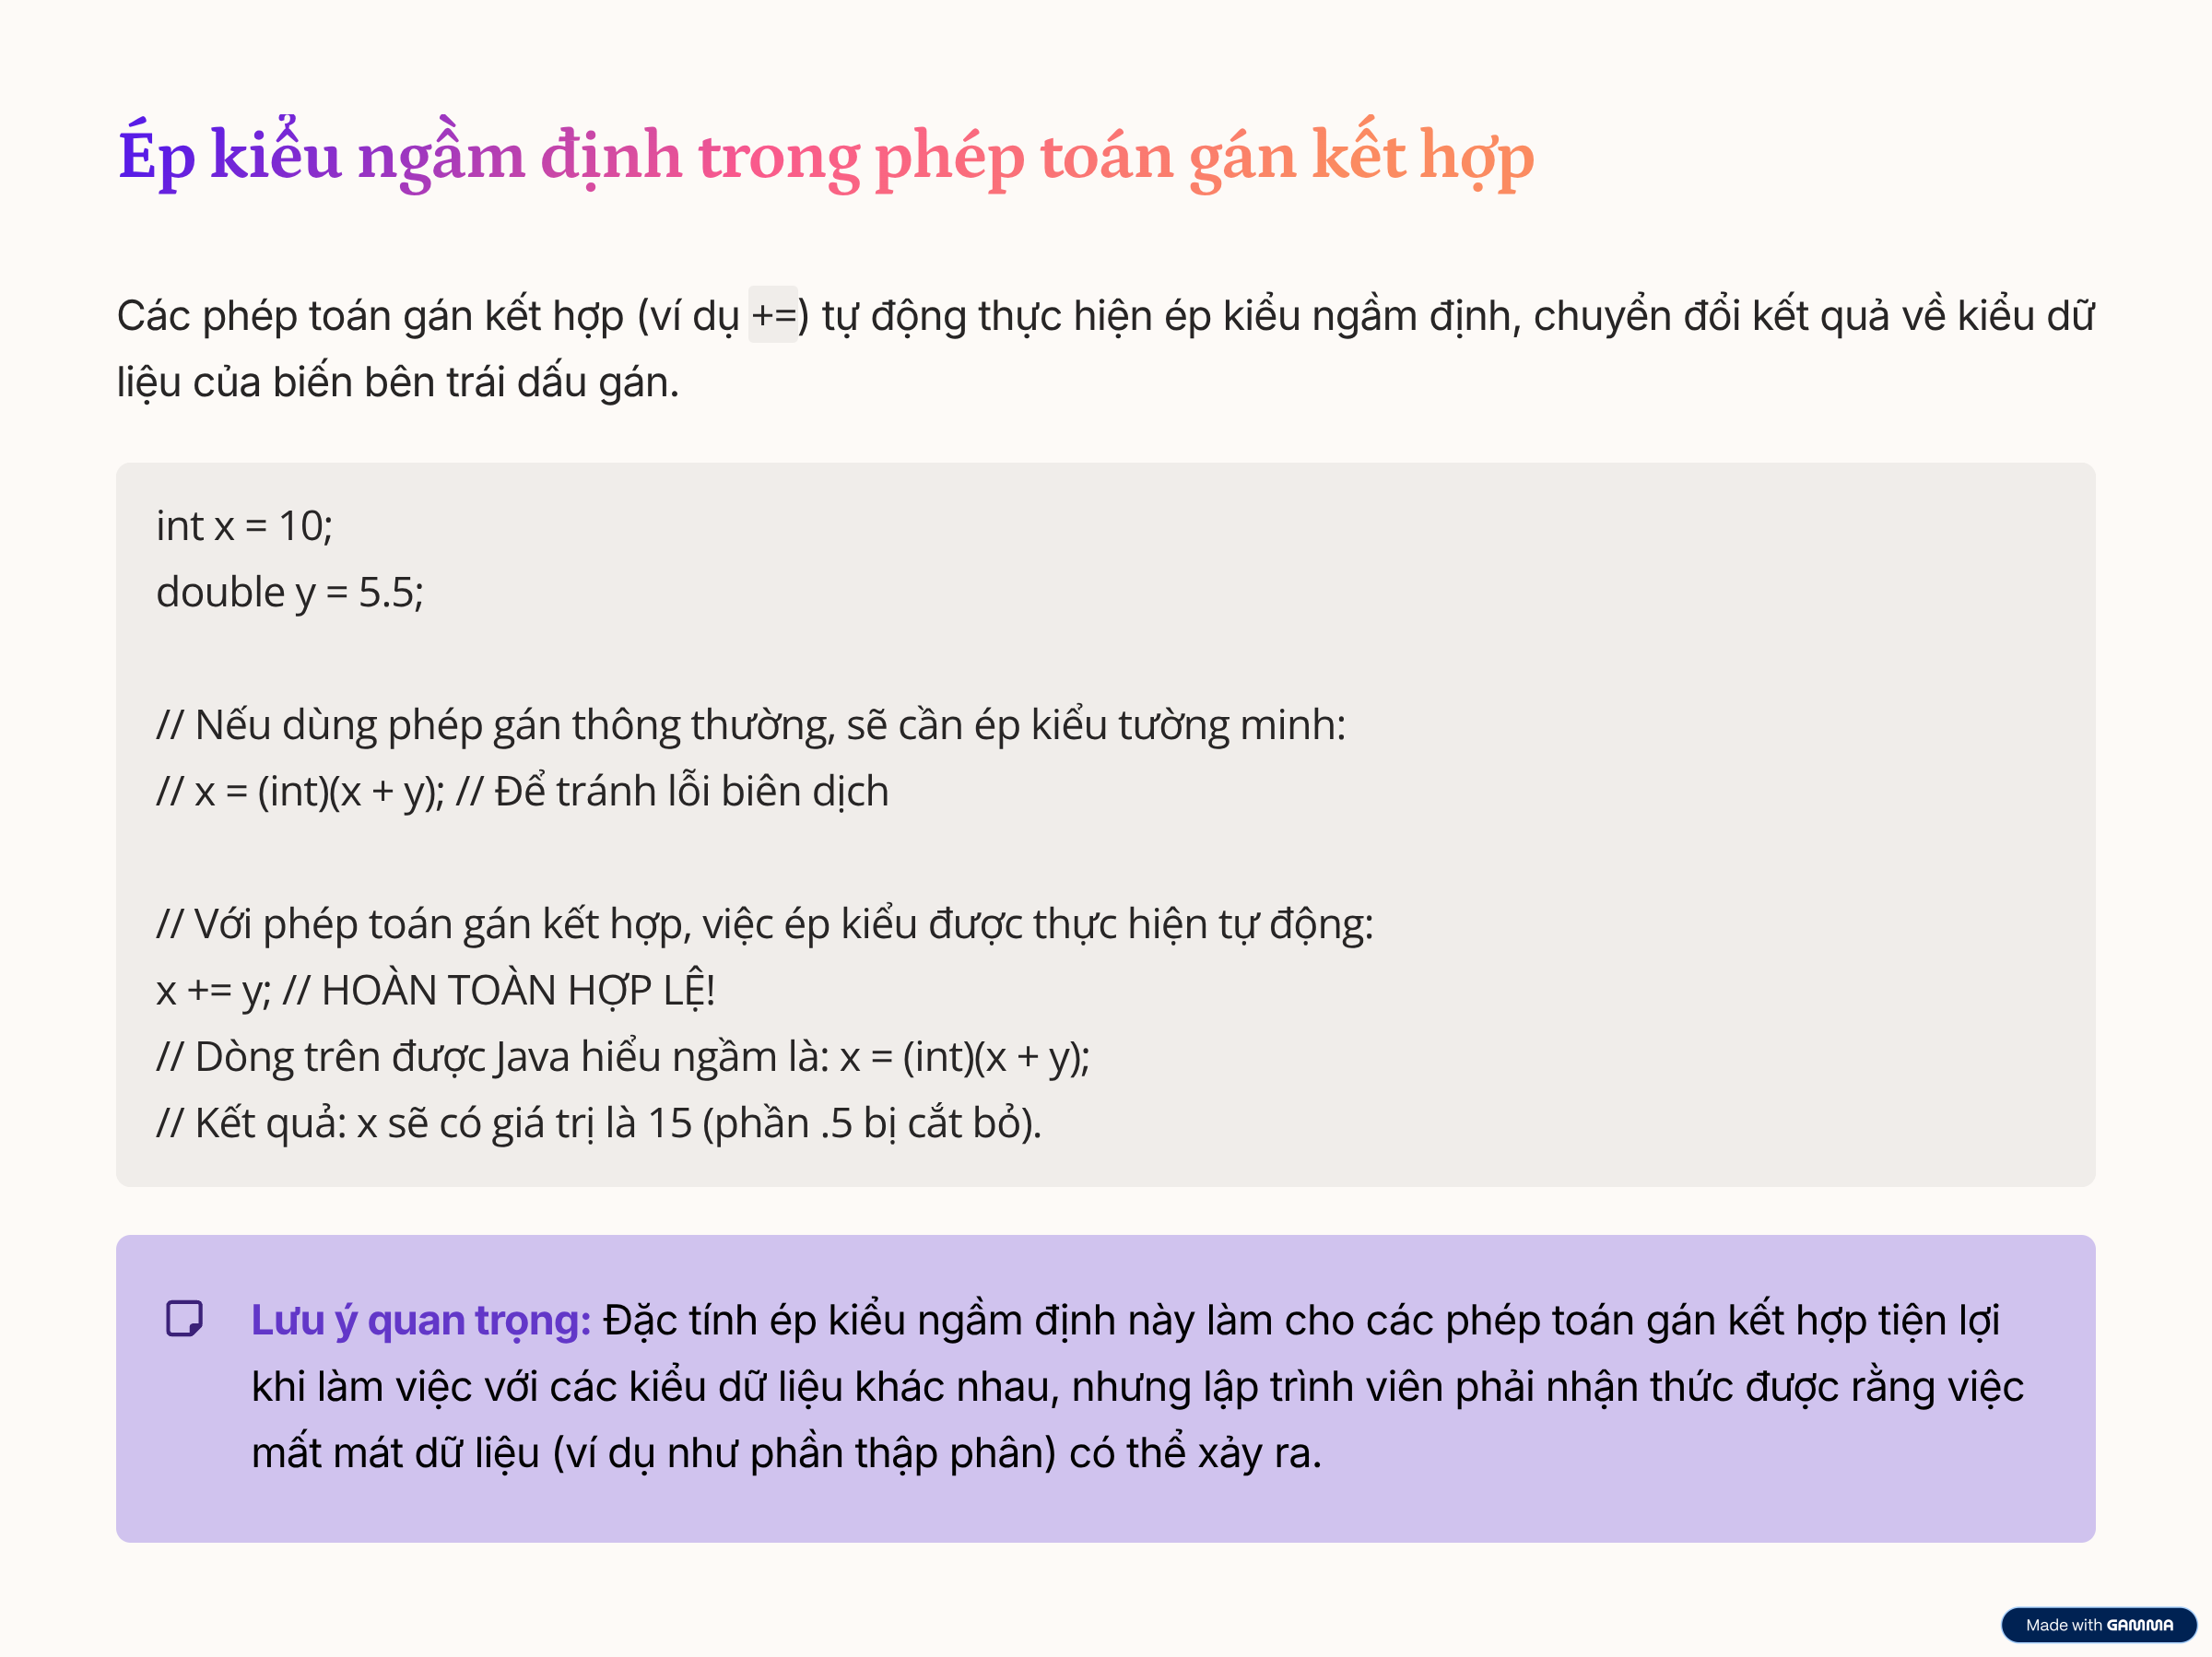 Ép kiểu ngầm định trong phép toán gán kết hợp
Các phép toán gán kết hợp (ví dụ +=) tự động thực hiện ép kiểu ngầm định, chuyển đổi kết quả về kiểu dữ
liệu của biến bên trái dấu gán.
int x = 10;
double y = 5.5;
// Nếu dùng phép gán thông thường, sẽ cần ép kiểu tường minh:
// x = (int)(x + y); // Để tránh lỗi biên dịch
// Với phép toán gán kết hợp, việc ép kiểu được thực hiện tự động:
x += y; // HOÀN TOÀN HỢP LỆ!
// Dòng trên được Java hiểu ngầm là: x = (int)(x + y);
// Kết quả: x sẽ có giá trị là 15 (phần .5 bị cắt bỏ).
Lưu ý quan trọng: Đặc tính ép kiểu ngầm định này làm cho các phép toán gán kết hợp tiện lợi
khi làm việc với các kiểu dữ liệu khác nhau, nhưng lập trình viên phải nhận thức được rằng việc
mất mát dữ liệu (ví dụ như phần thập phân) có thể xảy ra.
Made with GAMMA